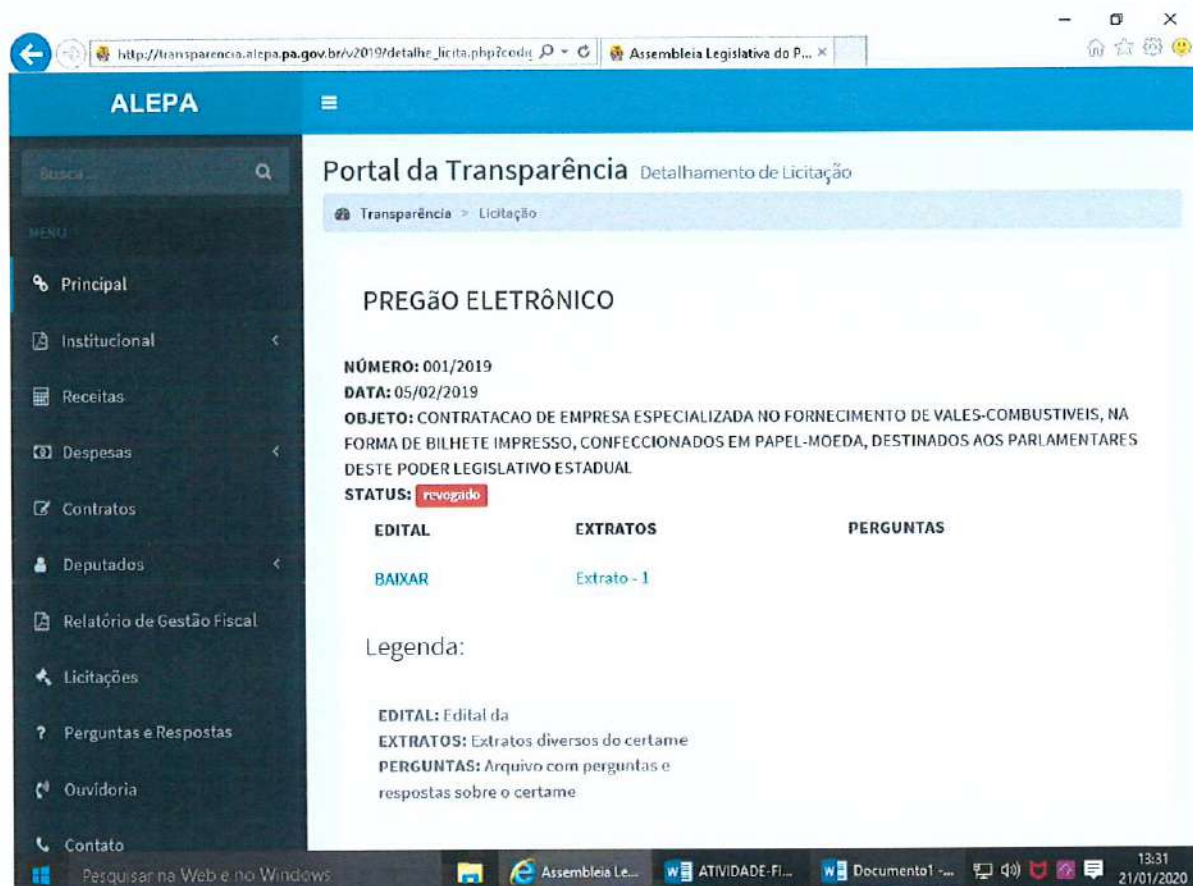 http://transparencia.alepa.pa.gov.br/v2019/detalhe_licita.php?codig
Assembleia Legislativa do P...
ALEPA
Busca ...
Portal da Transparência Detalhamento de Licitação
Transparência > Licitação
MENU
Principal
Institucional
Receitas
Despesas
Contratos
Deputados
Relatório de Gestão Fiscal
Licitações
Perguntas e Respostas
Ouvidoria
Contato
PREGãO ELETRôNICO
NÚMERO: 001/2019
DATA: 05/02/2019
OBJETO: CONTRATACAO DE EMPRESA ESPECIALIZADA NO FORNECIMENTO DE VALES-COMBUSTIVEIS, NA
FORMA DE BILHETE IMPRESSO, CONFECCIONADOS EM PAPEL-MOEDA, DESTINADOS AOS PARLAMENTARES
DESTE PODER LEGISLATIVO ESTADUAL
STATUS: revogado
EDITAL EXTRATOS PERGUNTAS
BAIXAR Extrato - 1
Legenda:
EDITAL: Edital da
EXTRATOS: Extratos diversos do certame
PERGUNTAS: Arquivo com perguntas e
respostas sobre o certame
Pesquisar na Web e no Windows
Assembleia Le...
ATIVIDADE-FI...
Documento1 -...
13:31
21/01/2020